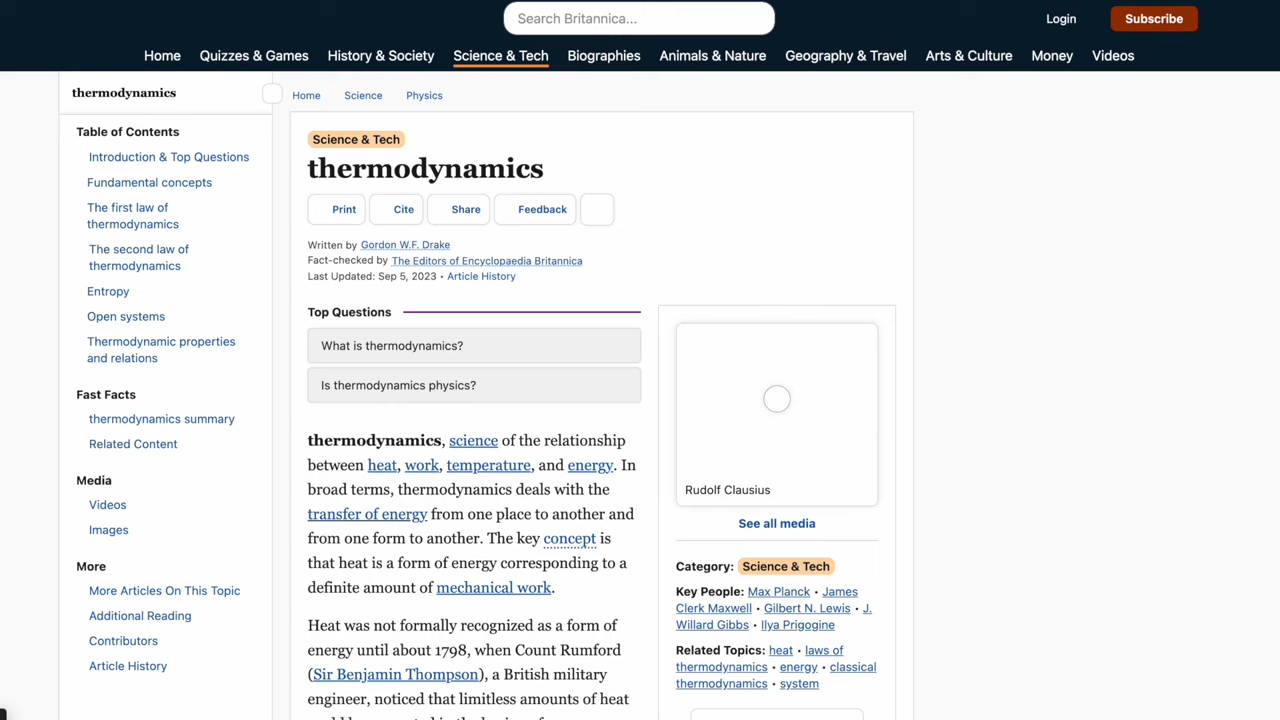 Search Britannica...
Login
Subscribe
Home
Quizzes & Games
History & Society
Science & Tech
Biographies
Animals & Nature
Geography & Travel
Arts & Culture
Money
Videos
thermodynamics
Table of Contents
Introduction & Top Questions
Fundamental concepts
The first law of
thermodynamics
The second law of
thermodynamics
Entropy
Open systems
Thermodynamic properties
and relations
Fast Facts
thermodynamics summary
Related Content
Media
Videos
Images
More
More Articles On This Topic
Additional Reading
Contributors
Article History
Home
Science
Physics
Science & Tech
thermodynamics
Print
Cite
Share
Feedback
Written by Gordon W.F. Drake
Fact-checked by The Editors of Encyclopaedia Britannica
Last Updated: Sep 5, 2023 • Article History
Top Questions
What is thermodynamics?
Is thermodynamics physics?
thermodynamics, science of the relationship
between heat, work, temperature, and energy. In
broad terms, thermodynamics deals with the
transfer of energy from one place to another and
from one form to another. The key concept is
that heat is a form of energy corresponding to a
definite amount of mechanical work.
Heat was not formally recognized as a form of
energy until about 1798, when Count Rumford
(Sir Benjamin Thompson), a British military
engineer, noticed that limitless amounts of heat
Rudolf Clausius
See all media
Category: Science & Tech
Key People: Max Planck • James
Clerk Maxwell • Gilbert N. Lewis • J.
Willard Gibbs • Ilya Prigogine
Related Topics: heat • laws of
thermodynamics • energy • classical
thermodynamics • system